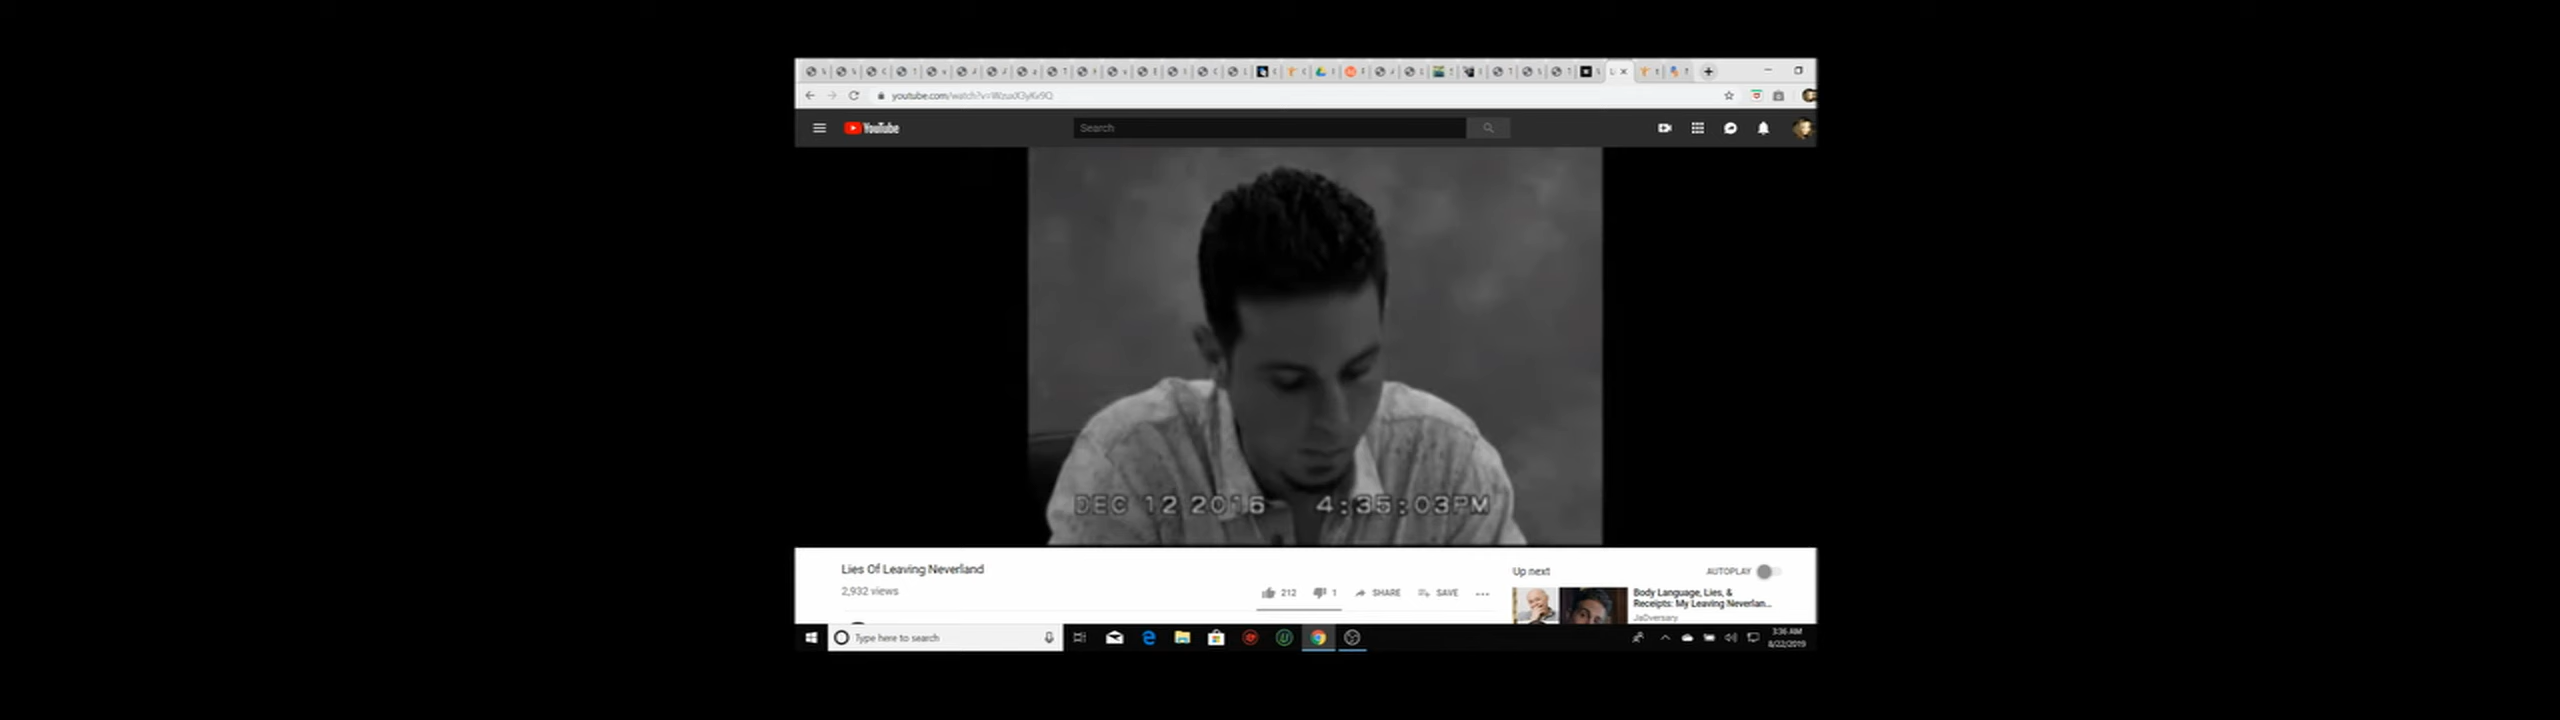 youtube.com/watch?v=WzuxX3yKr9Q
YouTube
Search
DEC 12 2016 4:35:03PM
Lies Of Leaving Neverland
2,932 views
212
1
SHARE
SAVE
Up next
AUTOPLAY
Body Language, Lies, &
Receipts: My Leaving Neverlan...
JaDversary
Type here to search
3:36 AM
8/22/2019